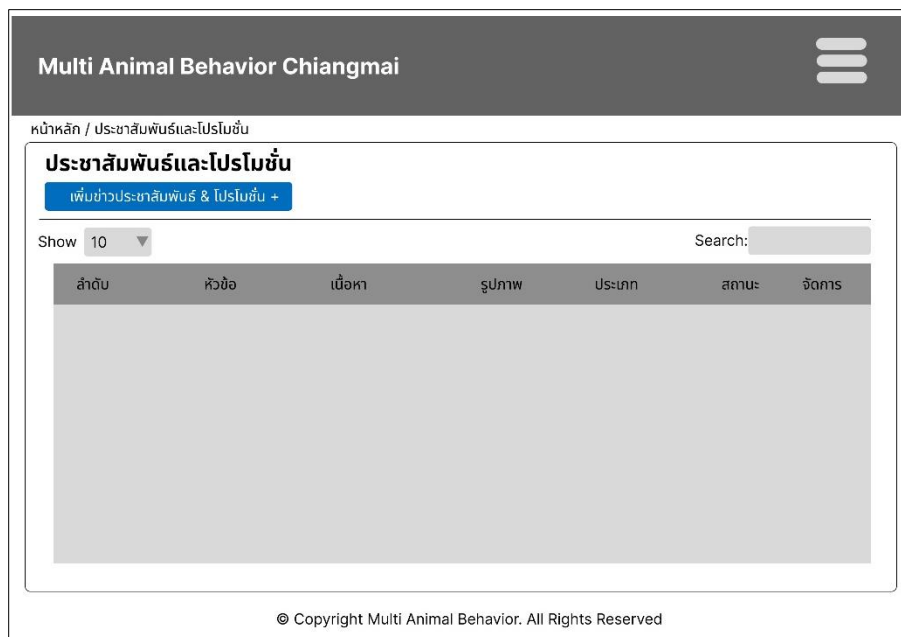 Multi Animal Behavior Chiangmai
หน้าหลัก / ประชาสัมพันธ์และโปรโมชั่น
ประชาสัมพันธ์และโปรโมชั่น
เพิ่มข่าวประชาสัมพันธ์ & โปรโมชั่น +
Show 10 Search:
ลำดับ หัวข้อ เนื้อหา รูปภาพ ประเภท สถานะ จัดการ
© Copyright Multi Animal Behavior. All Rights Reserved